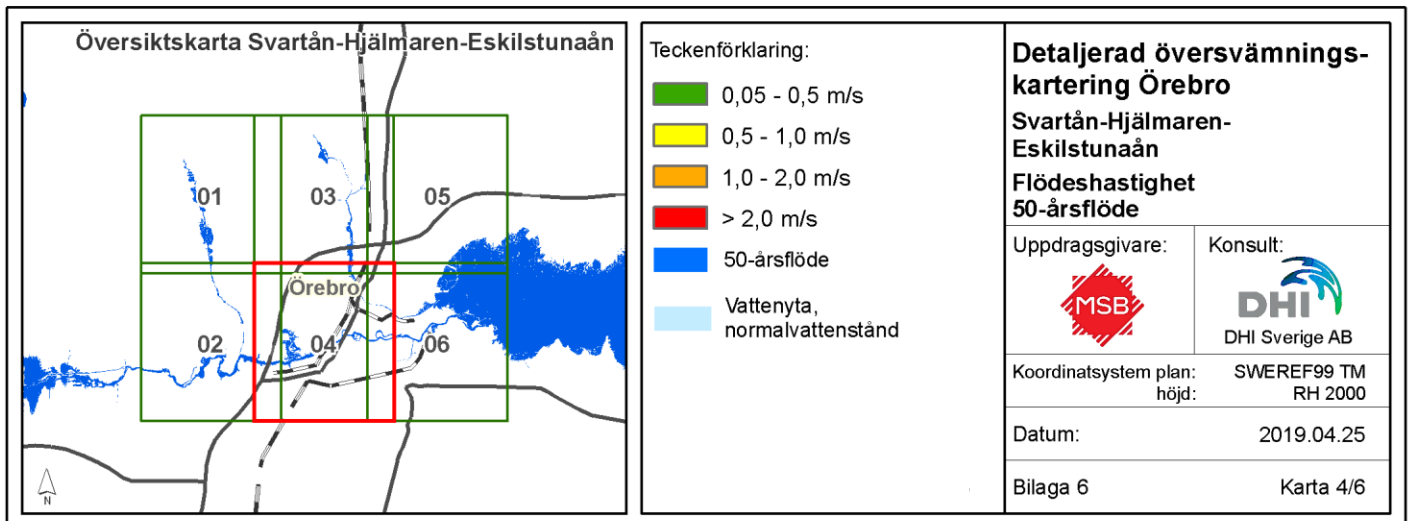 Översiktskarta Svartån-Hjälmaren-Eskilstunaån
01
03
05
Örebro
02
04
06
N
Teckenförklaring:
0,05 - 0,5 m/s
0,5 - 1,0 m/s
1,0 - 2,0 m/s
> 2,0 m/s
50-årsflöde
Vattenyta,
normalvattenstånd
Detaljerad översvämnings-
kartering Örebro
Svartån-Hjälmaren-
Eskilstunaån
Flödeshastighet
50-årsflöde
Uppdragsgivare:
MSB
Konsult:
DHI
DHI Sverige AB
Koordinatsystem plan: SWEREF99 TM
höjd: RH 2000
Datum: 2019.04.25
Bilaga 6 Karta 4/6